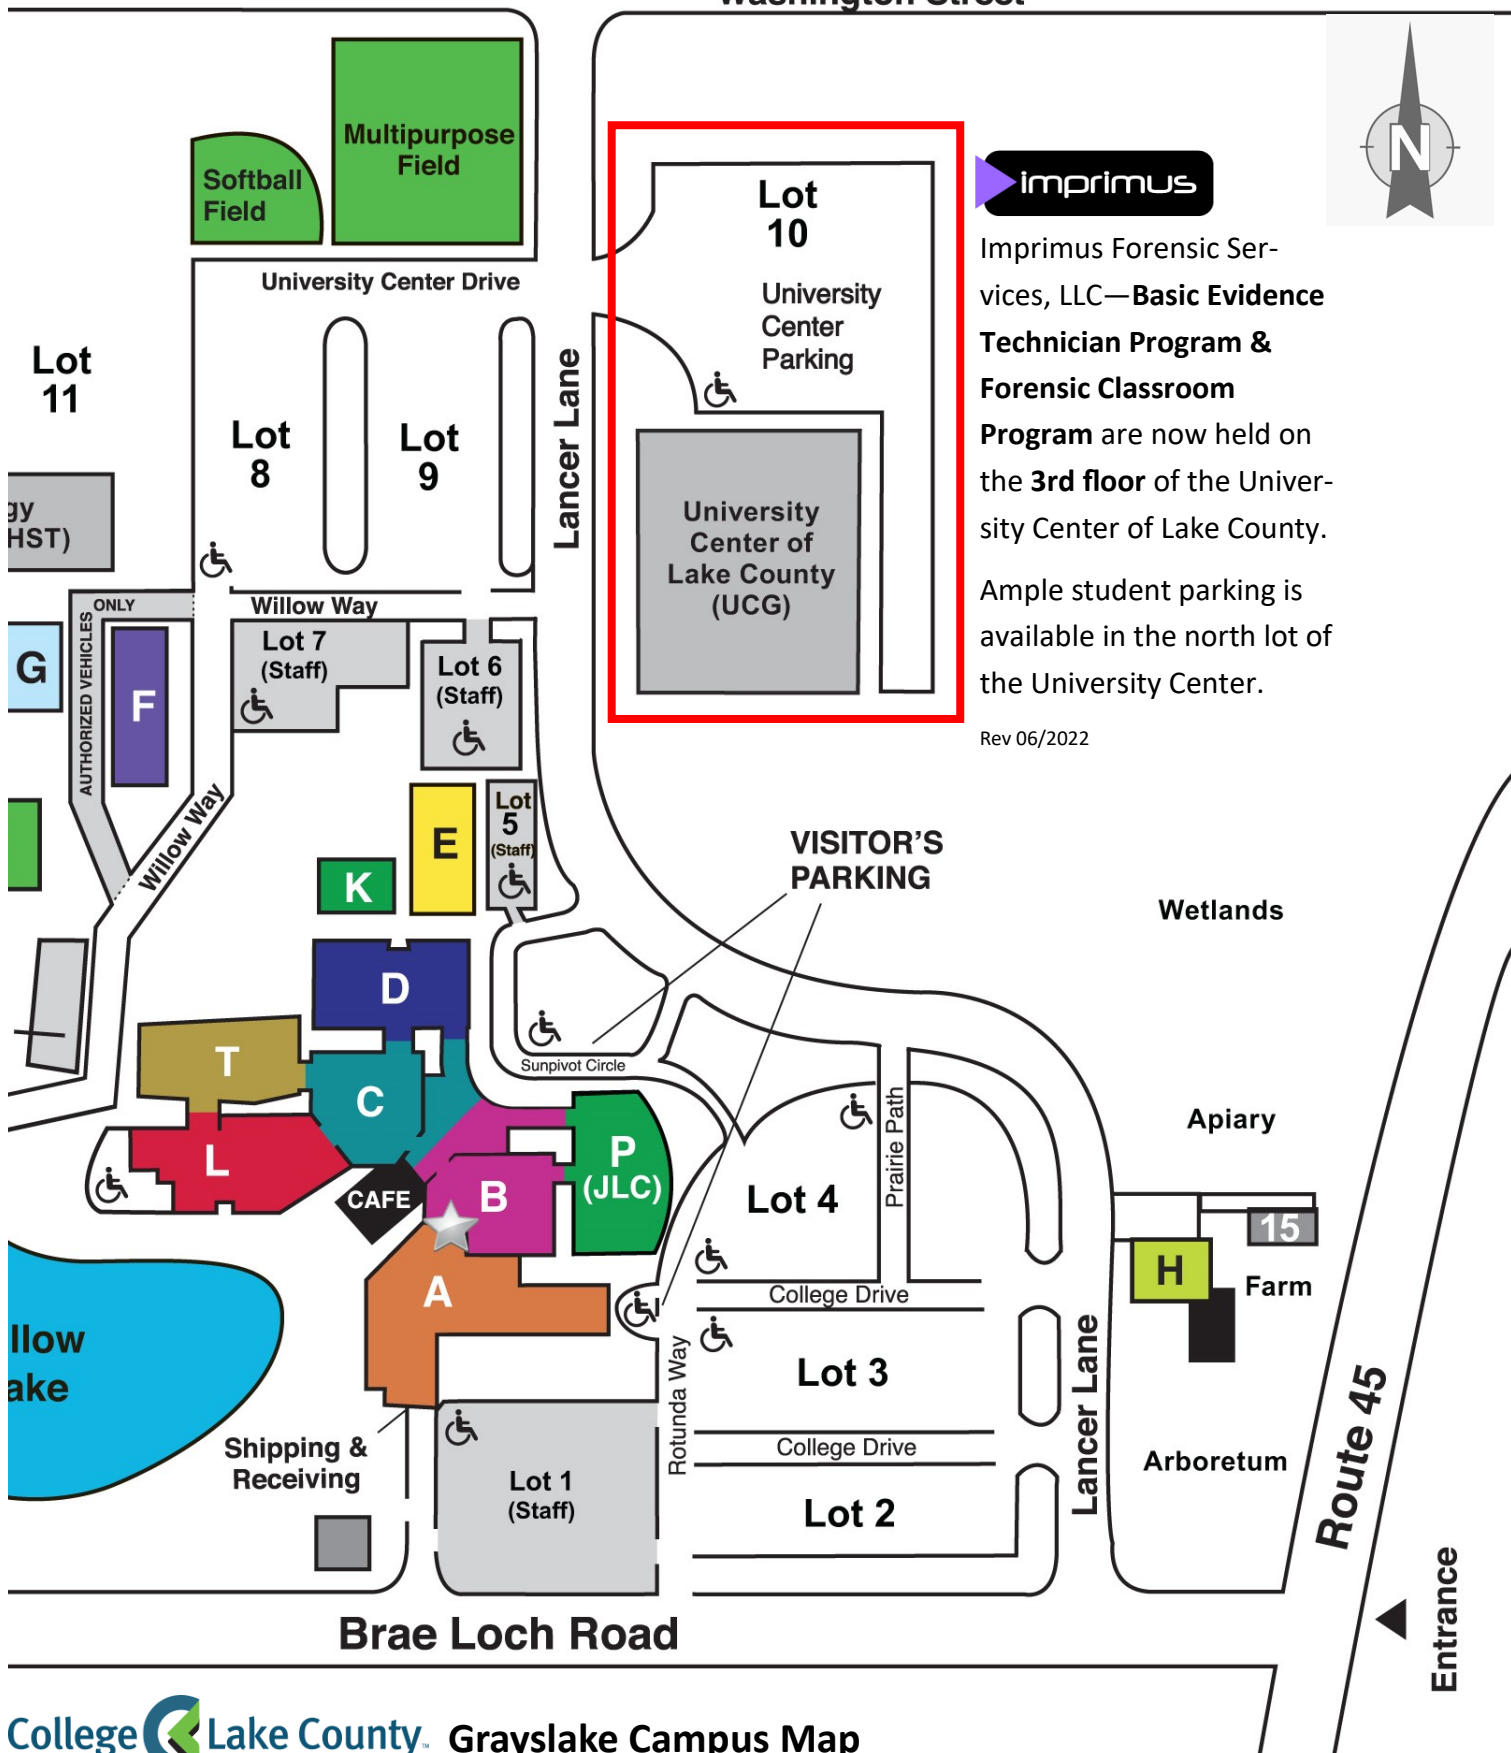 Washington Street
Multipurpose
Field
Softball
Field
N
Lot
10
University
Center
Parking
imprimus
Imprimus Forensic Ser-
vices, LLC—Basic Evidence
Technician Program &
Forensic Classroom
Program are now held on
the 3rd floor of the Univer-
sity Center of Lake County.
Ample student parking is
available in the north lot of
the University Center.
Rev 06/2022
University Center Drive
Lot
11
Lot
8
Lot
9
Lancer Lane
University
Center of
Lake County
(UCG)
gy
HST)
ONLY
AUTHORIZED VEHICLES
Willow Way
Lot 7
(Staff)
Lot 6
(Staff)
G
F
Willow Way
E
Lot
5
(Staff)
K
VISITOR'S
PARKING
Wetlands
D
Sunpivot Circle
T
C
L
CAFE
B
P
(JLC)
A
Lot 4
Prairie Path
Apiary
15
H
Farm
College Drive
Lot 3
Rotunda Way
Lancer Lane
College Drive
Arboretum
Route 45
llow
ake
Shipping &
Receiving
Lot 1
(Staff)
Lot 2
Entrance
Brae Loch Road
College Lake County™ Grayslake Campus Map